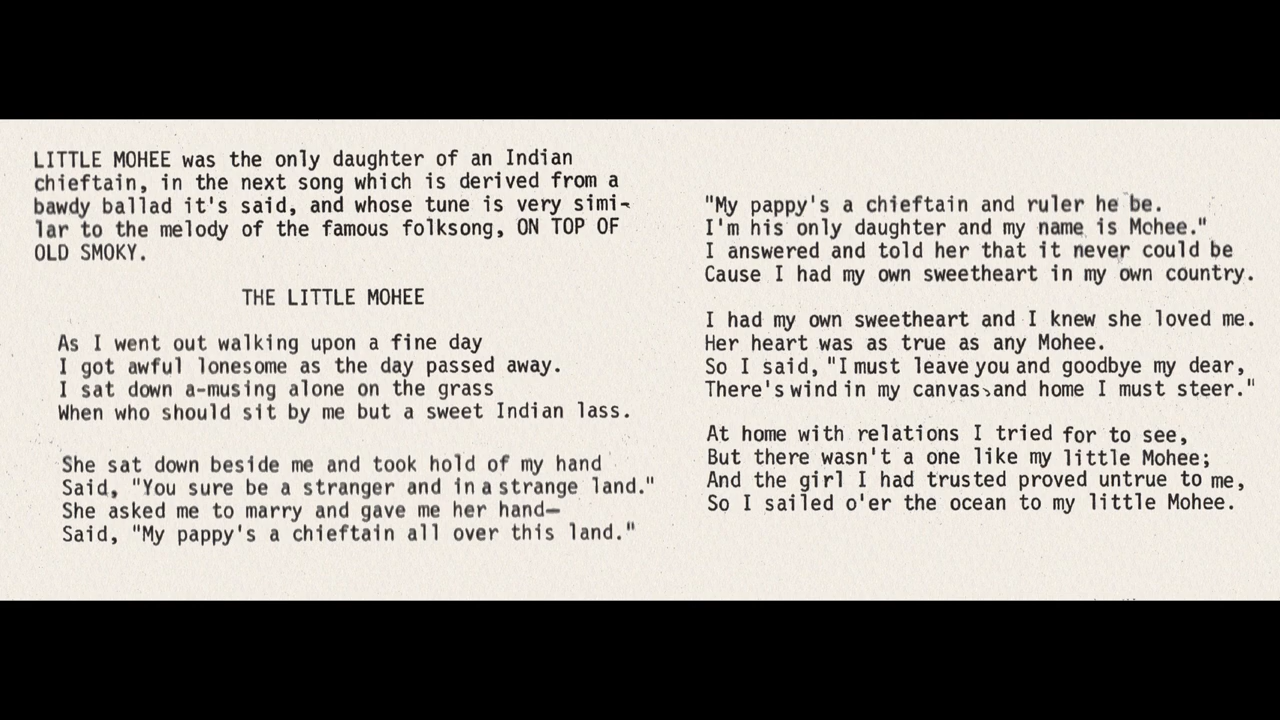 LITTLE MOHEE was the only daughter of an Indian
chieftain, in the next song which is derived from a
bawdy ballad it's said, and whose tune is very simi-
lar to the melody of the famous folksong, ON TOP OF
OLD SMOKY.
THE LITTLE MOHEE
As I went out walking upon a fine day
I got awful lonesome as the day passed away.
I sat down a-musing alone on the grass
When who should sit by me but a sweet Indian lass.
She sat down beside me and took hold of my hand
Said, "You sure be a stranger and in a strange land."
She asked me to marry and gave me her hand—
Said, "My pappy's a chieftain all over this land."
"My pappy's a chieftain and ruler he be.
I'm his only daughter and my name is Mohee."
I answered and told her that it never could be
Cause I had my own sweetheart in my own country.
I had my own sweetheart and I knew she loved me.
Her heart was as true as any Mohee.
So I said, "I must leave you and goodbye my dear,
There's wind in my canvas, and home I must steer."
At home with relations I tried for to see,
But there wasn't a one like my little Mohee;
And the girl I had trusted proved untrue to me,
So I sailed o'er the ocean to my little Mohee.